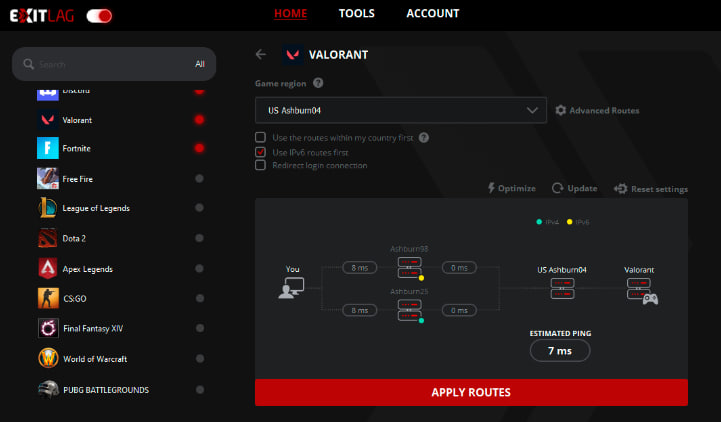 EXITLAG
HOME TOOLS ACCOUNT
Search All
Discord
Valorant
Fortnite
Free Fire
League of Legends
Dota 2
Apex Legends
CS:GO
Final Fantasy XIV
World of Warcraft
PUBG BATTLEGROUNDS
VALORANT
Game region ?
US Ashburn04
Advanced Routes
Use the routes within my country first ?
Use IPv6 routes first
Redirect login connection
Optimize Update Reset settings
IPv4 IPv6
You
Ashburn98
8 ms 0 ms
Ashburn25
8 ms 0 ms
US Ashburn04 Valorant
ESTIMATED PING
7 ms
APPLY ROUTES